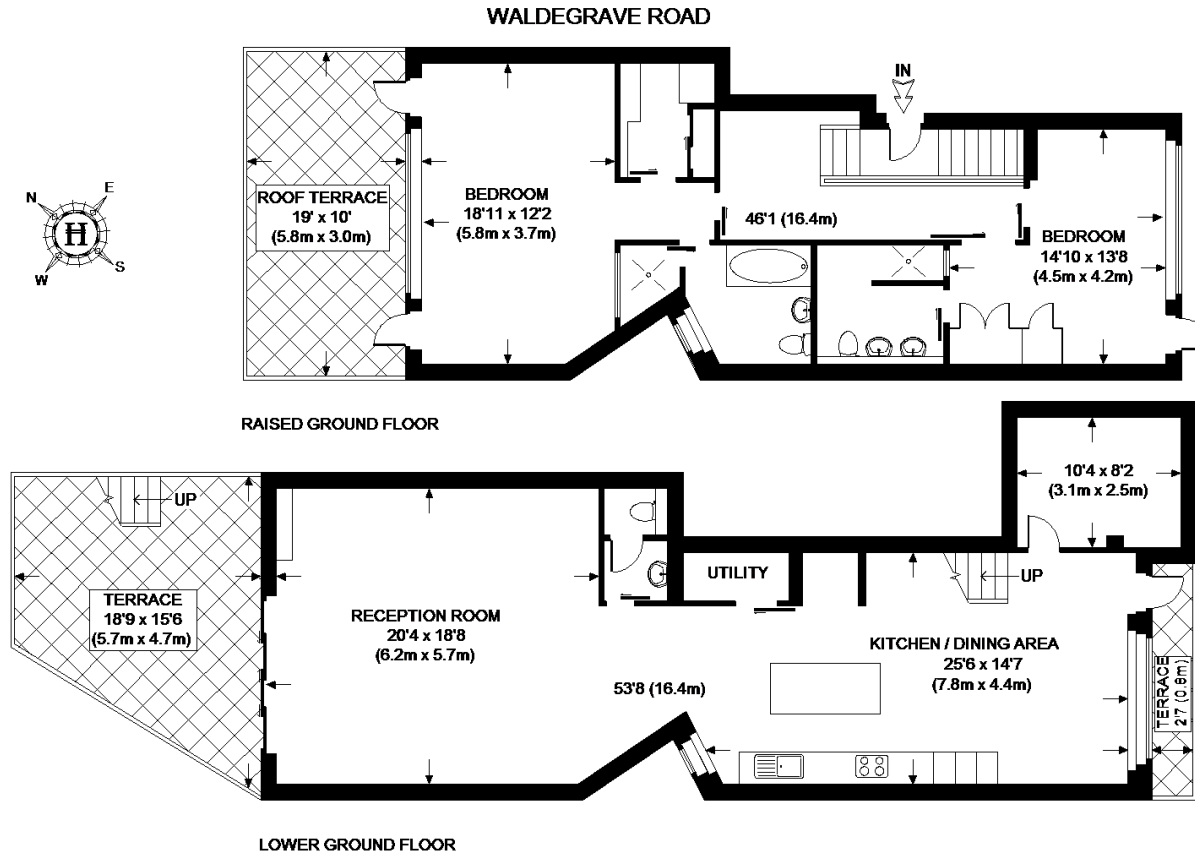 WALDEGRAVE ROAD
IN
N
E
W
S
H
ROOF TERRACE
19' x 10'
(5.8m x 3.0m)
BEDROOM
18'11 x 12'2
(5.8m x 3.7m)
46'1 (16.4m)
BEDROOM
14'10 x 13'8
(4.5m x 4.2m)
RAISED GROUND FLOOR
10'4 x 8'2
(3.1m x 2.5m)
UP
UTILITY
UP
TERRACE
18'9 x 15'6
(5.7m x 4.7m)
RECEPTION ROOM
20'4 x 18'8
(6.2m x 5.7m)
KITCHEN / DINING AREA
25'6 x 14'7
(7.8m x 4.4m)
53'8 (16.4m)
TERRACE
2'7 (0.8m)
LOWER GROUND FLOOR